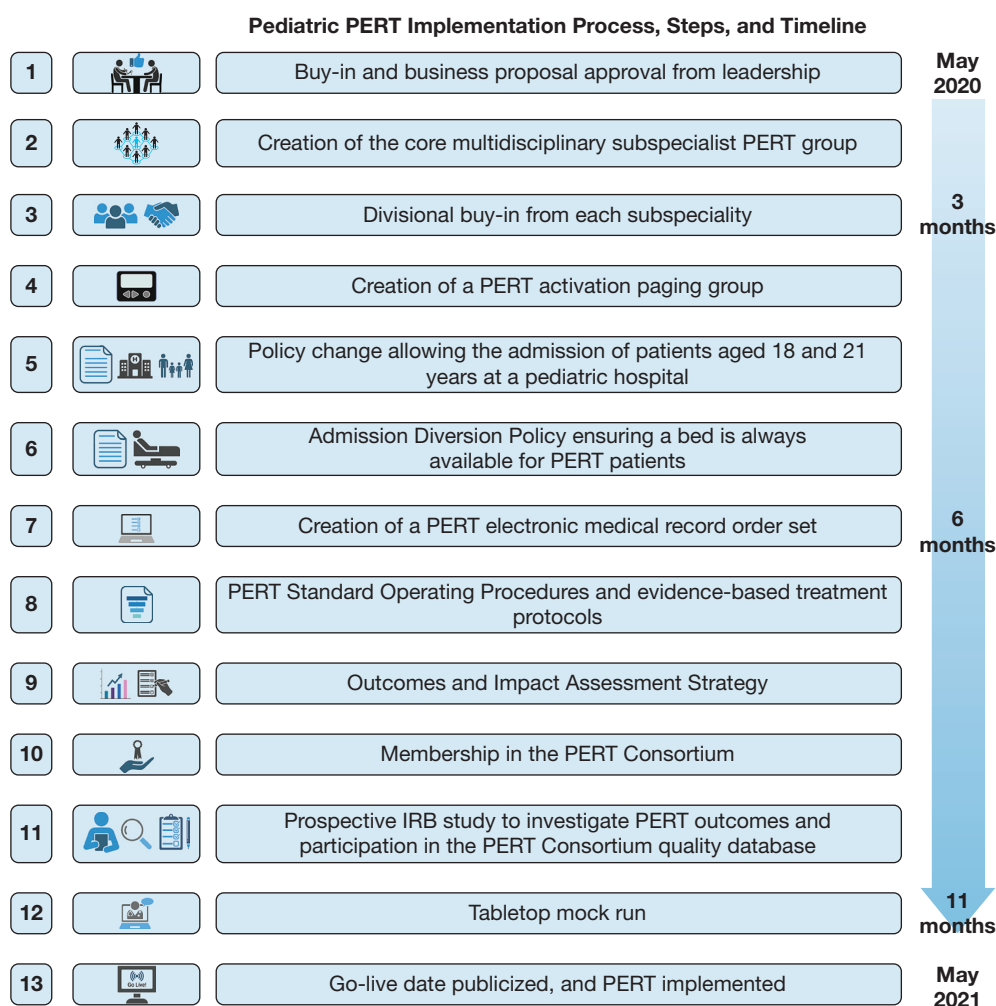 Pediatric PERT Implementation Process, Steps, and Timeline
1
Buy-in and business proposal approval from leadership
May
2020
2
Creation of the core multidisciplinary subspecialist PERT group
3
Divisional buy-in from each subspeciality
3
months
4
Creation of a PERT activation paging group
5
H
Policy change allowing the admission of patients aged 18 and 21
years at a pediatric hospital
6
Admission Diversion Policy ensuring a bed is always
available for PERT patients
7
Creation of a PERT electronic medical record order set
6
months
8
PERT Standard Operating Procedures and evidence-based treatment
protocols
9
Outcomes and Impact Assessment Strategy
10
Membership in the PERT Consortium
11
Prospective IRB study to investigate PERT outcomes and
participation in the PERT Consortium quality database
12
Tabletop mock run
11
months
13
Go Live!
Go-live date publicized, and PERT implemented
May
2021